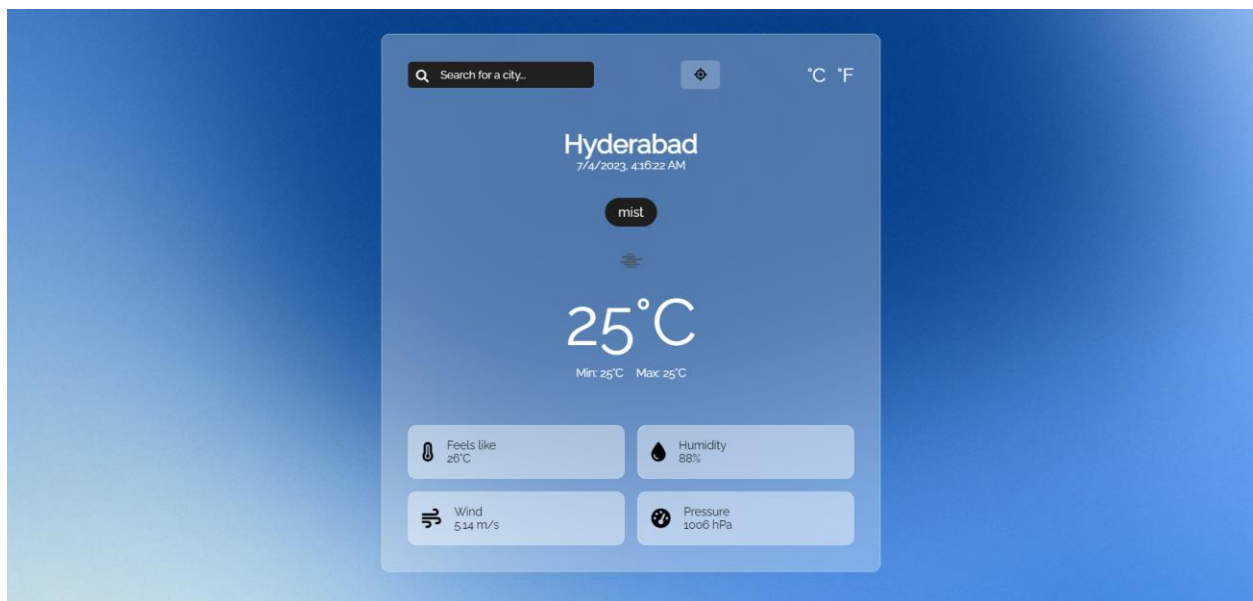 Search for a city...
°C °F
Hyderabad
7/4/2023, 4:16:22 AM
mist
25°C
Min: 25°C Max: 25°C
Feels like
26°C
Humidity
88%
Wind
5.14 m/s
Pressure
1006 hPa